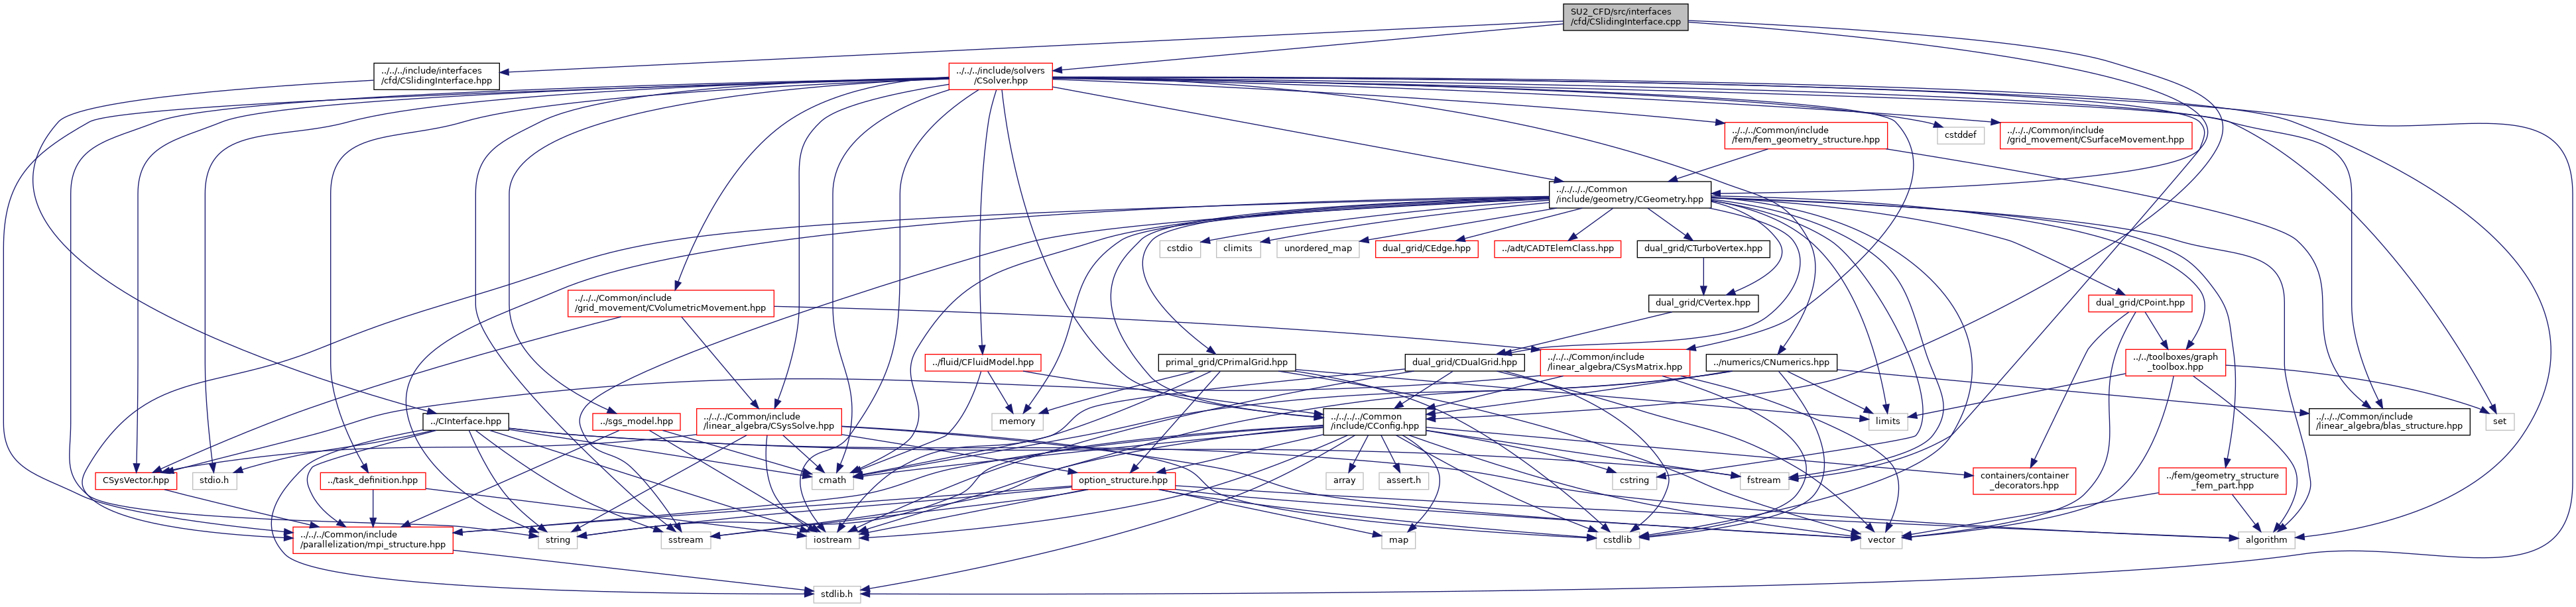 SU2_CFD/src/interfaces
/cfd/CSlidingInterface.cpp
../../../include/interfaces
/cfd/CSlidingInterface.hpp
../../../include/solvers
/CSolver.hpp
../../../Common/include
/fem/fem_geometry_structure.hpp
cstddef
../../../Common/include
/grid_movement/CSurfaceMovement.hpp
../../../../Common
/include/geometry/CGeometry.hpp
cstdio
climits
unordered_map
dual_grid/CEdge.hpp
../adt/CADTElemClass.hpp
dual_grid/CTurboVertex.hpp
../../../Common/include
/grid_movement/CVolumetricMovement.hpp
dual_grid/CVertex.hpp
dual_grid/CPoint.hpp
../fluid/CFluidModel.hpp
primal_grid/CPrimalGrid.hpp
dual_grid/CDualGrid.hpp
../../../Common/include
/linear_algebra/CSysMatrix.hpp
../numerics/CNumerics.hpp
../../toolboxes/graph
_toolbox.hpp
../CInterface.hpp
../sgs_model.hpp
../../../Common/include
/linear_algebra/CSysSolve.hpp
memory
../../../../Common
/include/CConfig.hpp
limits
../../../Common/include
/linear_algebra/blas_structure.hpp
set
CSysVector.hpp
stdio.h
../task_definition.hpp
cmath
option_structure.hpp
array
assert.h
cstring
fstream
containers/container
_decorators.hpp
../fem/geometry_structure
_fem_part.hpp
../../../Common/include
/parallelization/mpi_structure.hpp
string
sstream
iostream
map
cstdlib
vector
algorithm
stdlib.h